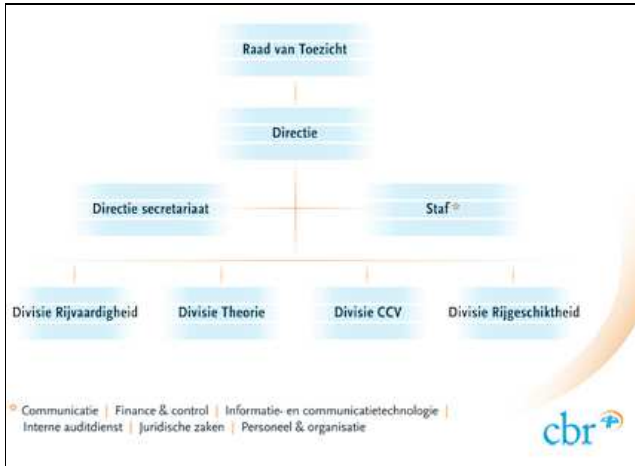 Raad van Toezicht
Directie
Directie secretariaat
Staf *
Divisie Rijvaardigheid
Divisie Theorie
Divisie CCV
Divisie Rijgeschiktheid
* Communicatie | Finance & control | Informatie- en communicatietechnologie |
Interne auditdienst | Juridische zaken | Personeel & organisatie
cbr